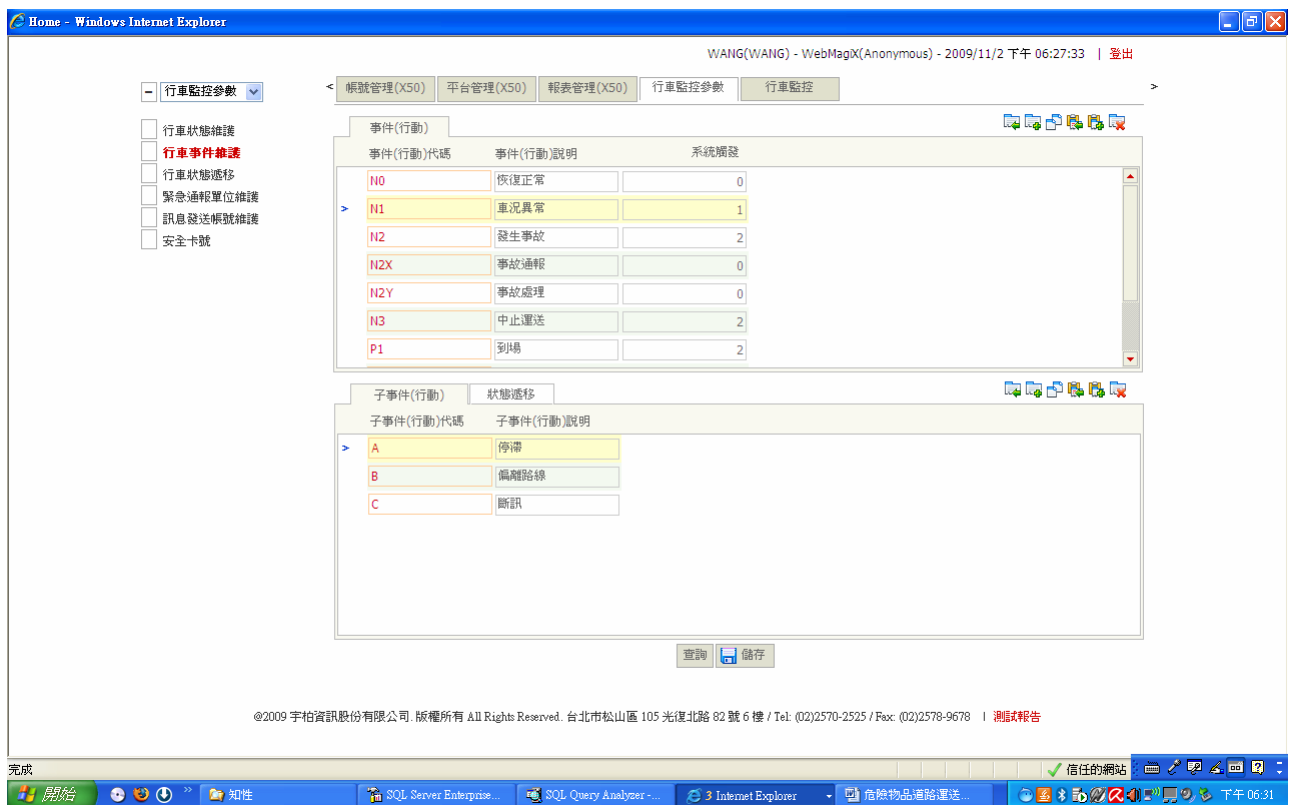 Home - Windows Internet Explorer
WANG(WANG) - WebMagiX(Anonymous) - 2009/11/2 下午 06:27:33 | 登出
行車監控參數
< 帳號管理(X50) 平台管理(X50) 報表管理(X50) 行車監控參數 行車監控 >
行車狀態維護
行車事件維護
行車狀態遞移
緊急通報單位維護
訊息發送帳號維護
安全卡號
事件(行動)
事件(行動)代碼 事件(行動)說明 系統觸發
N0 恢復正常 0
> N1 車況異常 1
N2 發生事故 2
N2X 事故通報 0
N2Y 事故處理 0
N3 中止運送 2
P1 到場 2
子事件(行動) 狀態遞移
子事件(行動)代碼 子事件(行動)說明
> A 停滯
B 偏離路線
C 斷訊
查詢 儲存
@2009 宇柏資訊股份有限公司. 版權所有 All Rights Reserved. 台北市松山區 105 光復北路 82 號 6 樓 / Tel: (02)2570-2525 / Fax: (02)2578-9678 | 測試報告
完成 信任的網站
開始 知性 SQL Server Enterprise... SQL Query Analyzer -... 3 Internet Explorer 危險物品道路運送... 下午 06:31